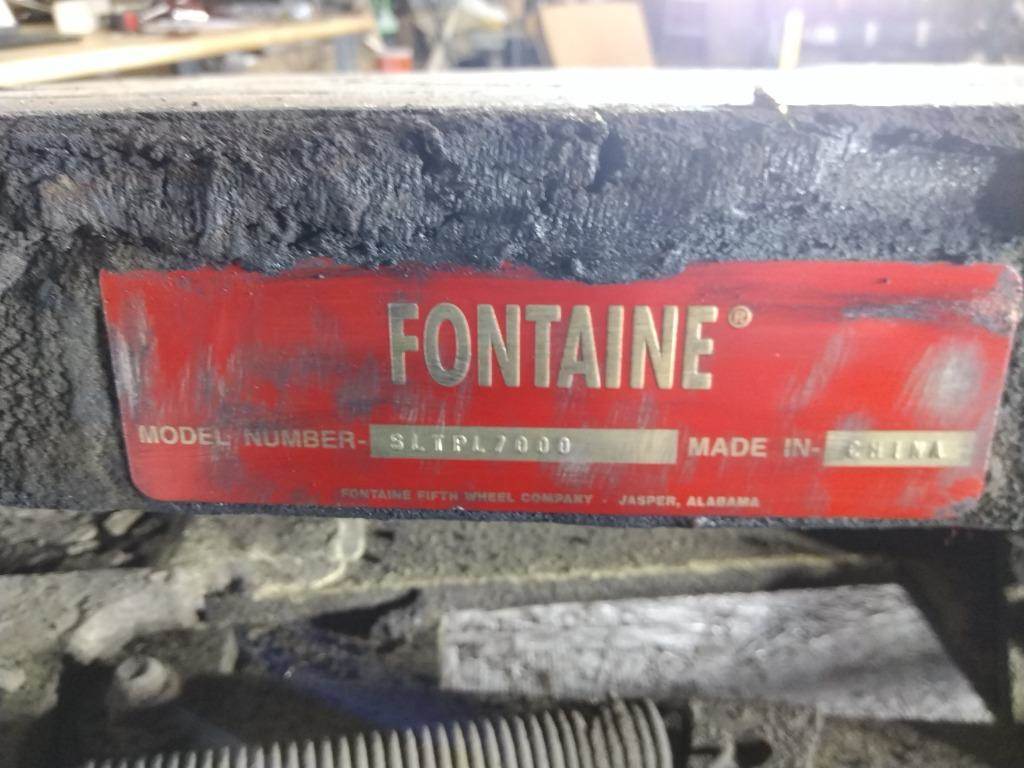 FONTAINE®
MODEL NUMBER- SLTPL7000 MADE IN- CHINA
FONTAINE FIFTH WHEEL COMPANY - JASPER, ALABAMA